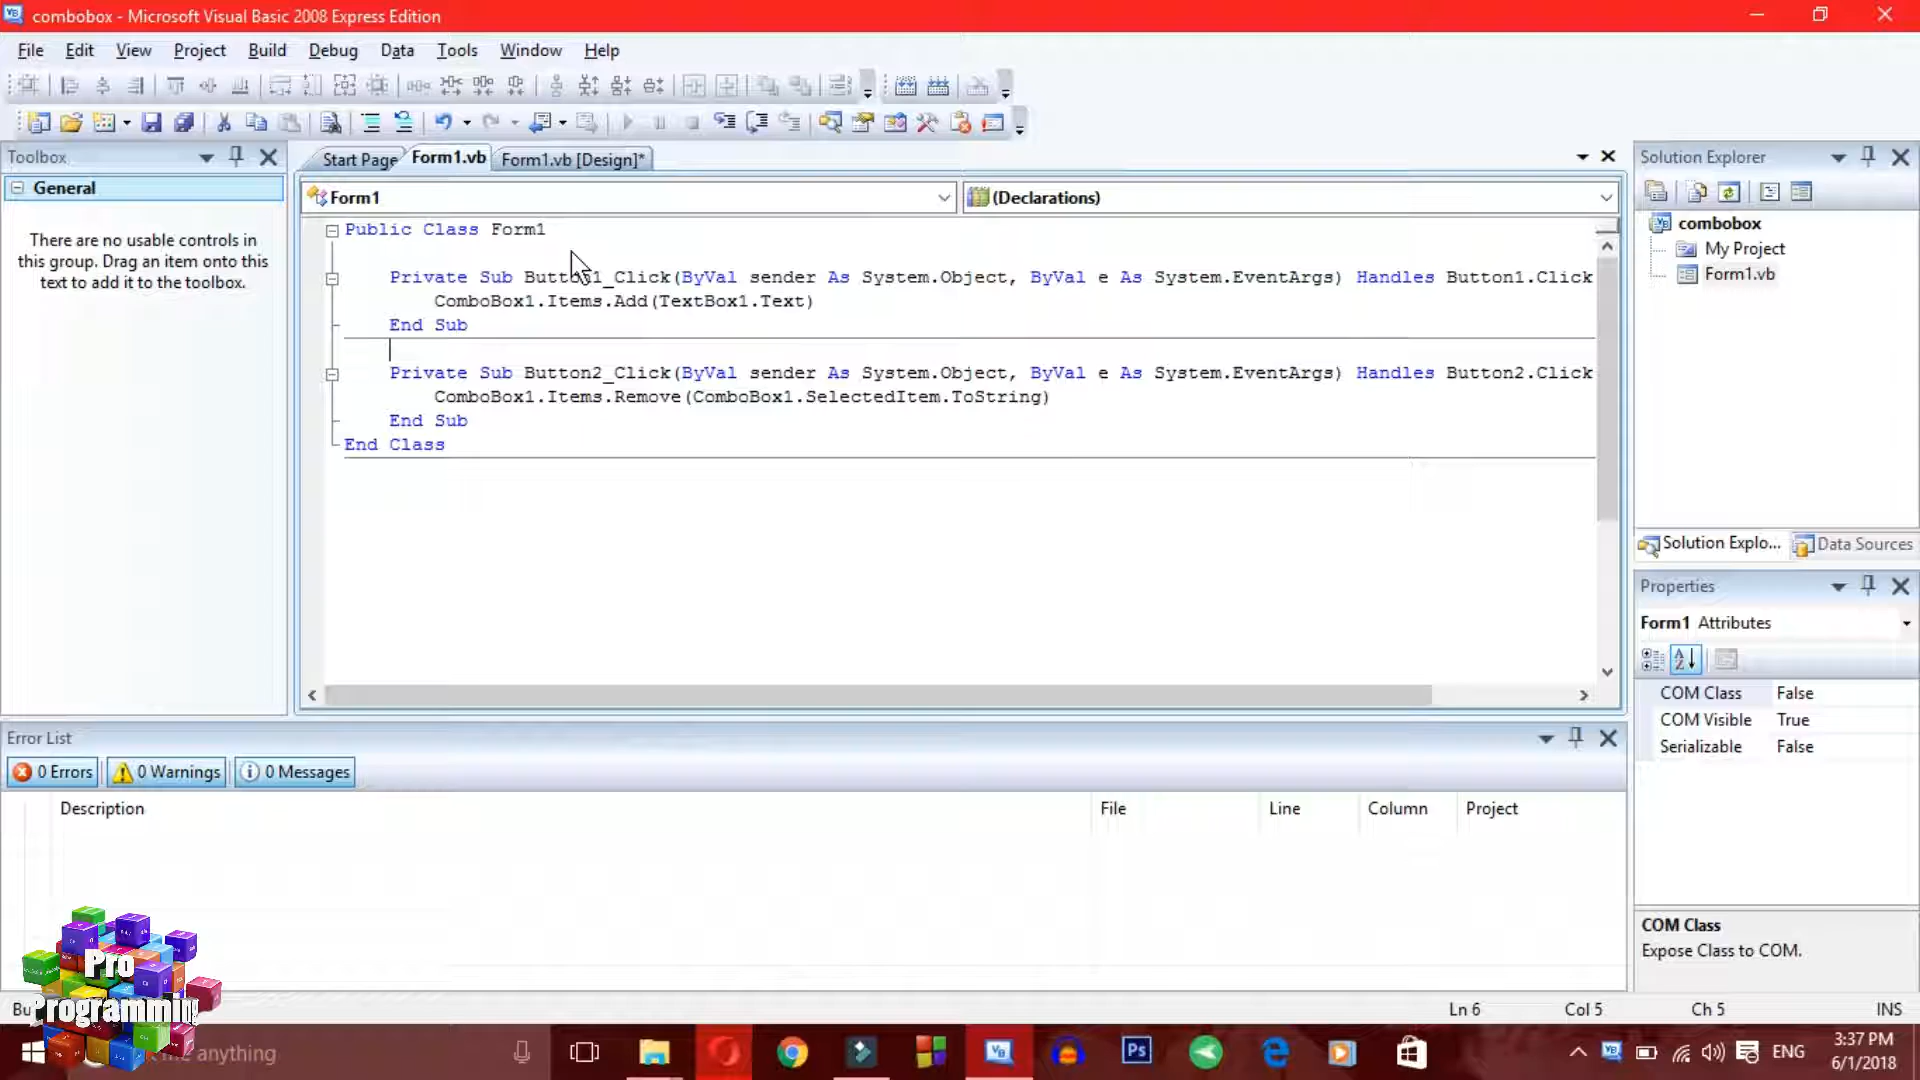 combobox - Microsoft Visual Basic 2008 Express Edition
File Edit View Project Build Debug Data Tools Window Help
Toolbox
General
There are no usable controls in
this group. Drag an item onto this
text to add it to the toolbox.
Start Page Form1.vb Form1.vb [Design]*
Form1 (Declarations)
Public Class Form1
Private Sub Button1_Click(ByVal sender As System.Object, ByVal e As System.EventArgs) Handles Button1.Click
ComboBox1.Items.Add(TextBox1.Text)
End Sub
Private Sub Button2_Click(ByVal sender As System.Object, ByVal e As System.EventArgs) Handles Button2.Click
ComboBox1.Items.Remove(ComboBox1.SelectedItem.ToString)
End Sub
End Class
Solution Explorer
combobox
My Project
Form1.vb
Solution Explo... Data Sources
Properties
Form1 Attributes
COM Class False
COM Visible True
Serializable False
COM Class
Expose Class to COM.
Error List
0 Errors 0 Warnings 0 Messages
Description File Line Column Project
Pro
Programming
Ln 6 Col 5 Ch 5 INS
anything
Ps
ENG
3:37 PM
6/1/2018